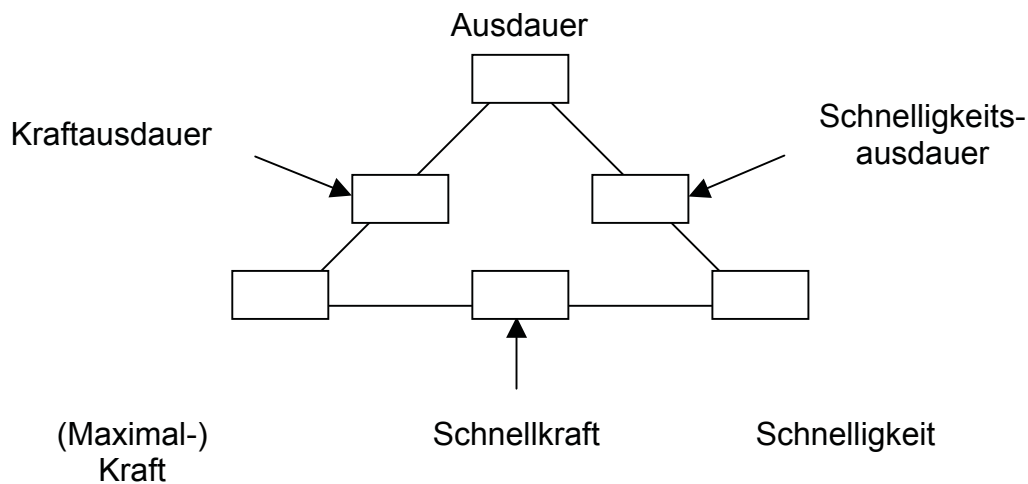 Ausdauer
Kraftausdauer
Schnelligkeits-
ausdauer
(Maximal-)
Kraft
Schnellkraft
Schnelligkeit